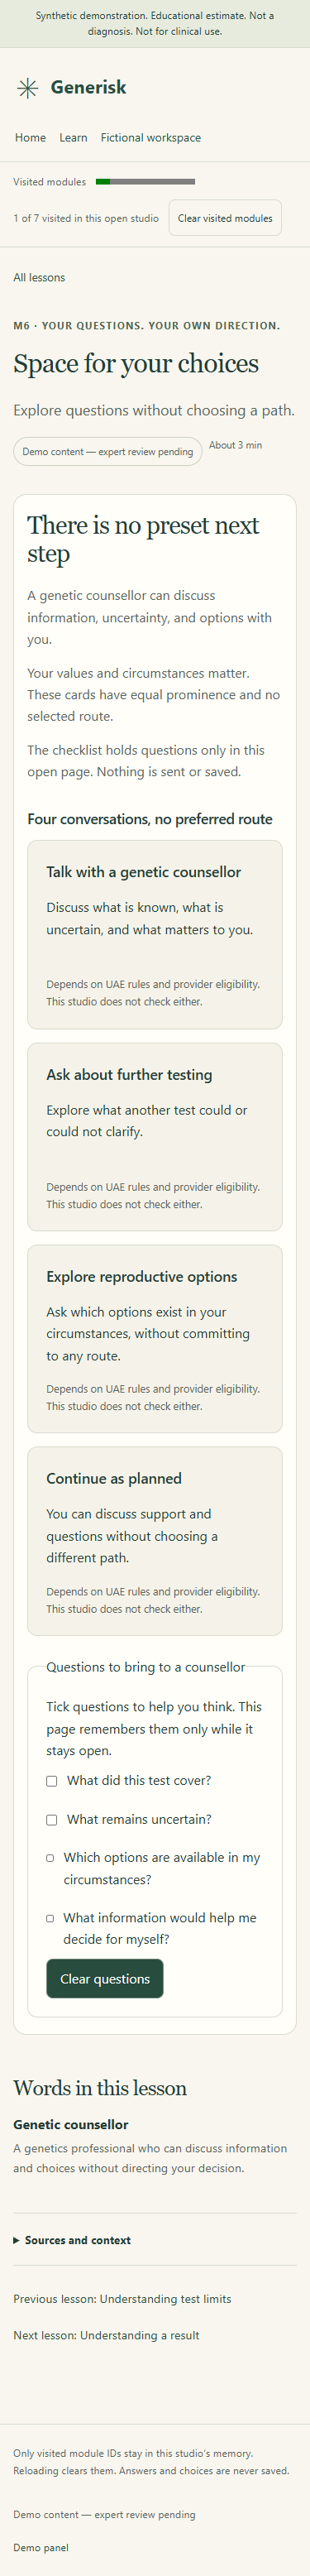 Synthetic demonstration. Educational estimate. Not a
diagnosis. Not for clinical use.
Generisk
Home Learn Fictional workspace
Visited modules
1 of 7 visited in this open studio Clear visited modules
All lessons
M6 · YOUR QUESTIONS. YOUR OWN DIRECTION.
Space for your choices
Explore questions without choosing a path.
Demo content — expert review pending About 3 min
There is no preset next
step
A genetic counsellor can discuss
information, uncertainty, and options with
you.
Your values and circumstances matter.
These cards have equal prominence and no
selected route.
The checklist holds questions only in this
open page. Nothing is sent or saved.
Four conversations, no preferred route
Talk with a genetic counsellor
Discuss what is known, what is
uncertain, and what matters to you.
Depends on UAE rules and provider eligibility.
This studio does not check either.
Ask about further testing
Explore what another test could or
could not clarify.
Depends on UAE rules and provider eligibility.
This studio does not check either.
Explore reproductive options
Ask which options exist in your
circumstances, without committing
to any route.
Depends on UAE rules and provider eligibility.
This studio does not check either.
Continue as planned
You can discuss support and
questions without choosing a
different path.
Depends on UAE rules and provider eligibility.
This studio does not check either.
Questions to bring to a counsellor
Tick questions to help you think. This
page remembers them only while it
stays open.
What did this test cover?
What remains uncertain?
Which options are available in my
circumstances?
What information would help me
decide for myself?
Clear questions
Words in this lesson
Genetic counsellor
A genetics professional who can discuss information
and choices without directing your decision.
Sources and context
Previous lesson: Understanding test limits
Next lesson: Understanding a result
Only visited module IDs stay in this studio's memory.
Reloading clears them. Answers and choices are never saved.
Demo content — expert review pending
Demo panel